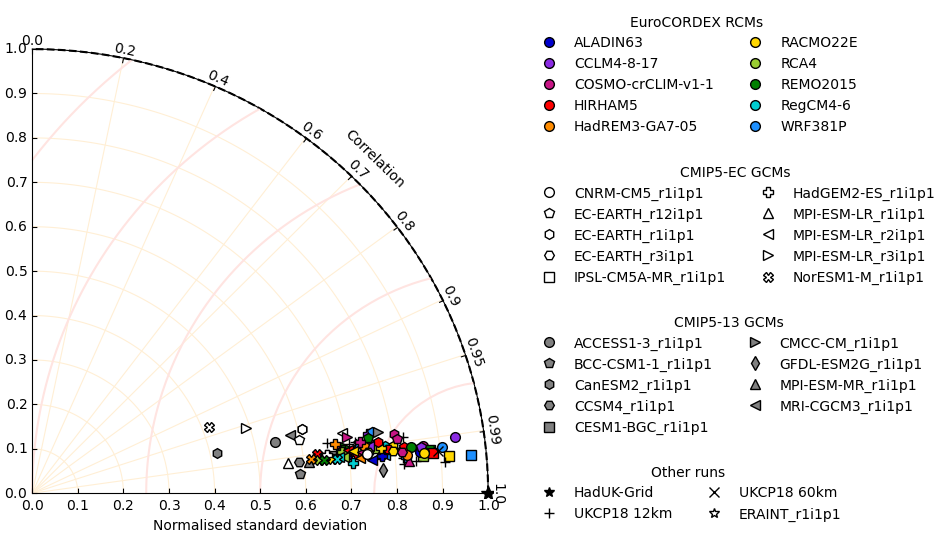 EuroCORDEX RCMs
ALADIN63 RACMO22E
CCLM4-8-17 RCA4
COSMO-crCLIM-v1-1 REMO2015
HIRHAM5 RegCM4-6
HadREM3-GA7-05 WRF381P
CMIP5-EC GCMs
CNRM-CM5_r1i1p1 HadGEM2-ES_r1i1p1
EC-EARTH_r12i1p1 MPI-ESM-LR_r1i1p1
EC-EARTH_r1i1p1 MPI-ESM-LR_r2i1p1
EC-EARTH_r3i1p1 MPI-ESM-LR_r3i1p1
IPSL-CM5A-MR_r1i1p1 NorESM1-M_r1i1p1
CMIP5-13 GCMs
ACCESS1-3_r1i1p1 CMCC-CM_r1i1p1
BCC-CSM1-1_r1i1p1 GFDL-ESM2G_r1i1p1
CanESM2_r1i1p1 MPI-ESM-MR_r1i1p1
CCSM4_r1i1p1 MRI-CGCM3_r1i1p1
CESM1-BGC_r1i1p1
Other runs
HadUK-Grid UKCP18 60km
UKCP18 12km ERAINT_r1i1p1
0.0
0.2
0.4
0.6
Correlation
0.7
0.8
0.9
0.95
0.99
1.0
1.0
0.9
0.8
0.7
0.6
0.5
0.4
0.3
0.2
0.1
0.0
0.0 0.1 0.2 0.3 0.4 0.5 0.6 0.7 0.8 0.9 1.0
Normalised standard deviation